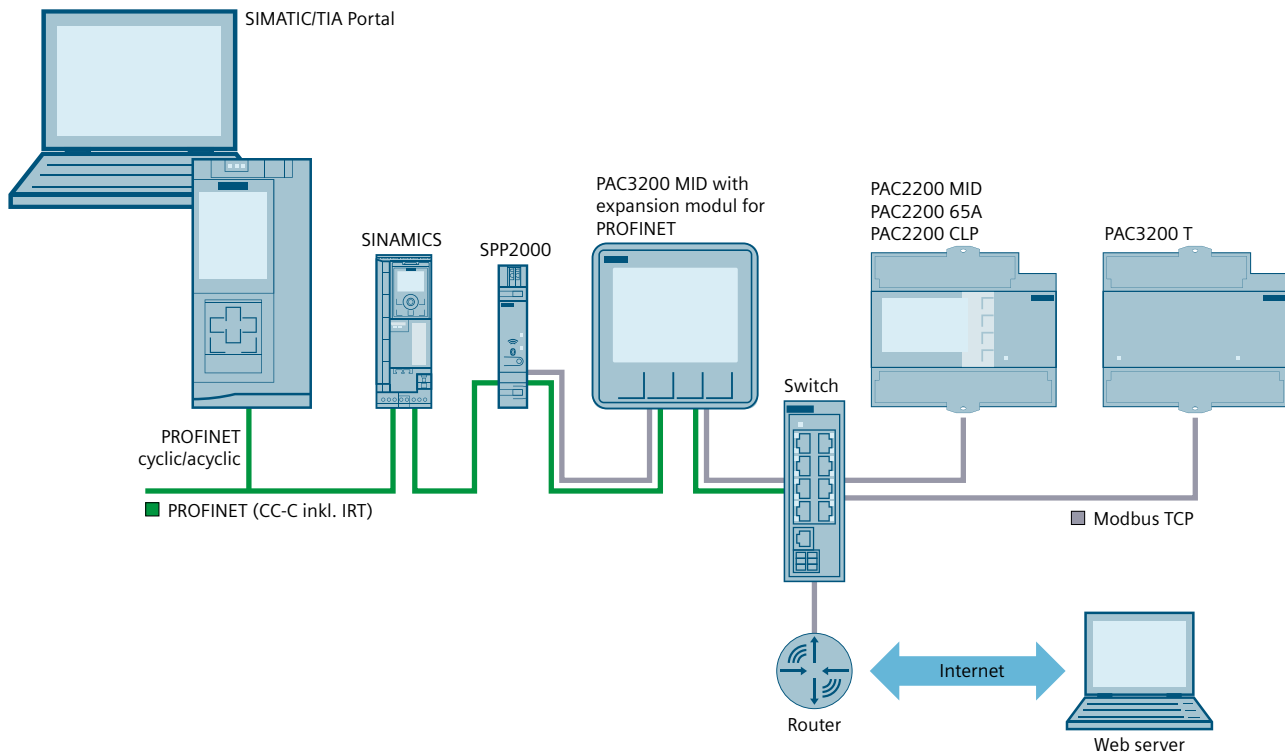 SIMATIC/TIA Portal
PAC3200 MID with
expansion modul for
PROFINET
PAC2200 MID
PAC2200 65A
PAC2200 CLP
PAC3200 T
SINAMICS
SPP2000
Switch
PROFINET
cyclic/acyclic
PROFINET (CC-C inkl. IRT)
Modbus TCP
Internet
Router
Web server